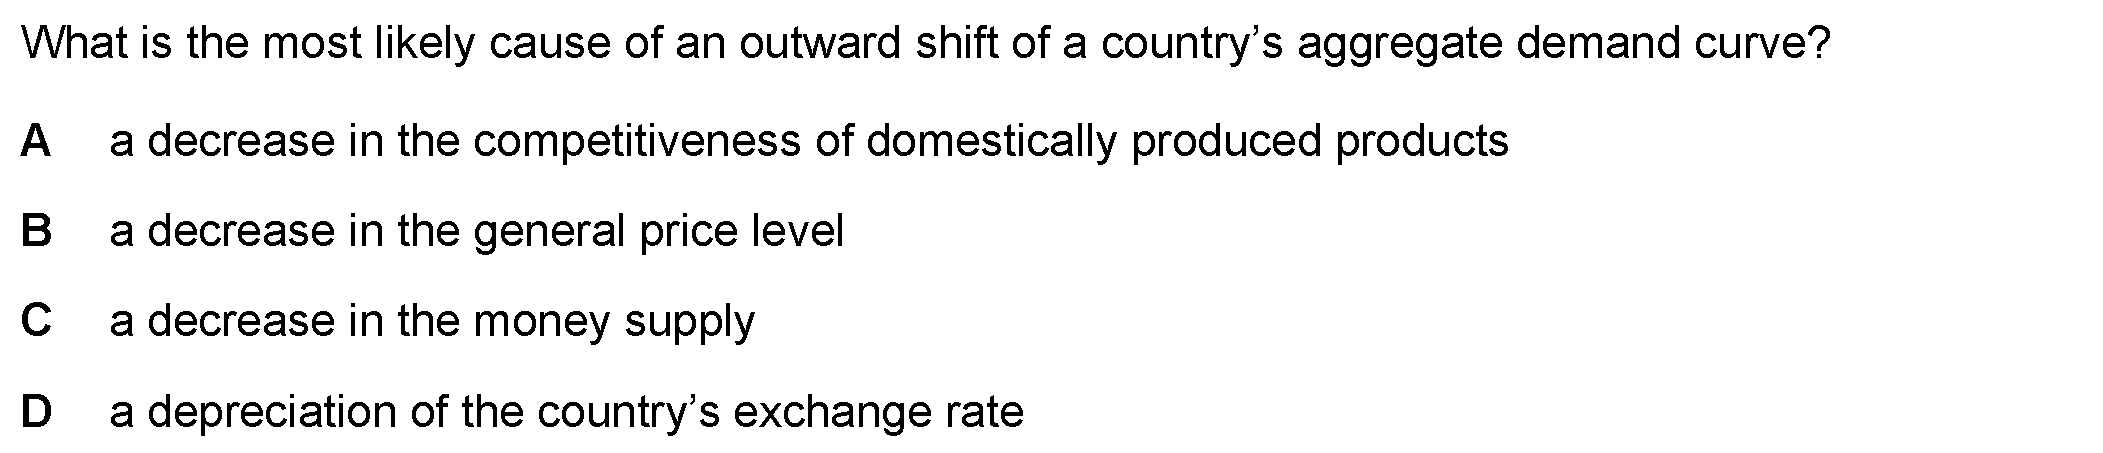 What is the most likely cause of an outward shift of a country’s aggregate demand curve?
A a decrease in the competitiveness of domestically produced products
B a decrease in the general price level
C a decrease in the money supply
D a depreciation of the country’s exchange rate